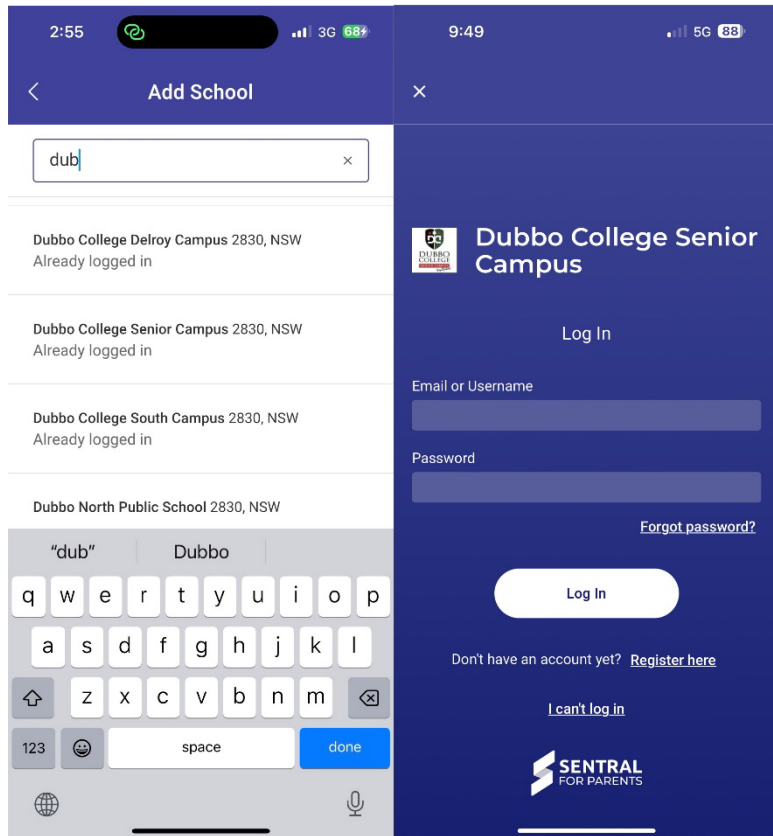 2:55
3G 68
Add School
dub
Dubbo College Delroy Campus 2830, NSW
Already logged in
Dubbo College Senior Campus 2830, NSW
Already logged in
Dubbo College South Campus 2830, NSW
Already logged in
Dubbo North Public School 2830, NSW
“dub” Dubbo
q w e r t y u i o p
a s d f g h j k l
z x c v b n m
123 space done
9:49
5G 88
×
DUBBO
COLLEGE
Dubbo College Senior
Campus
Log In
Email or Username
Password
Forgot password?
Log In
Don't have an account yet? Register here
I can't log in
SENTRAL
FOR PARENTS